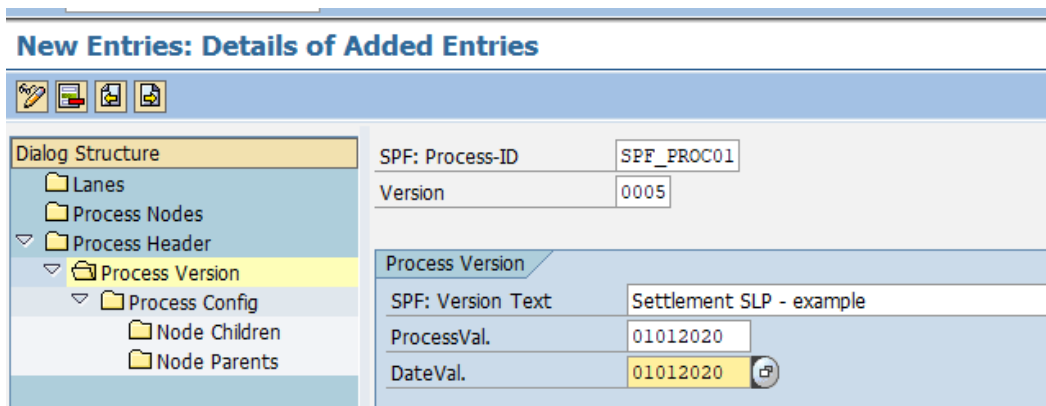 New Entries: Details of Added Entries
Dialog Structure
Lanes
Process Nodes
Process Header
Process Version
Process Config
Node Children
Node Parents
SPF: Process-ID SPF_PROC01
Version 0005
Process Version
SPF: Version Text Settlement SLP - example
ProcessVal. 01012020
DateVal. 01012020